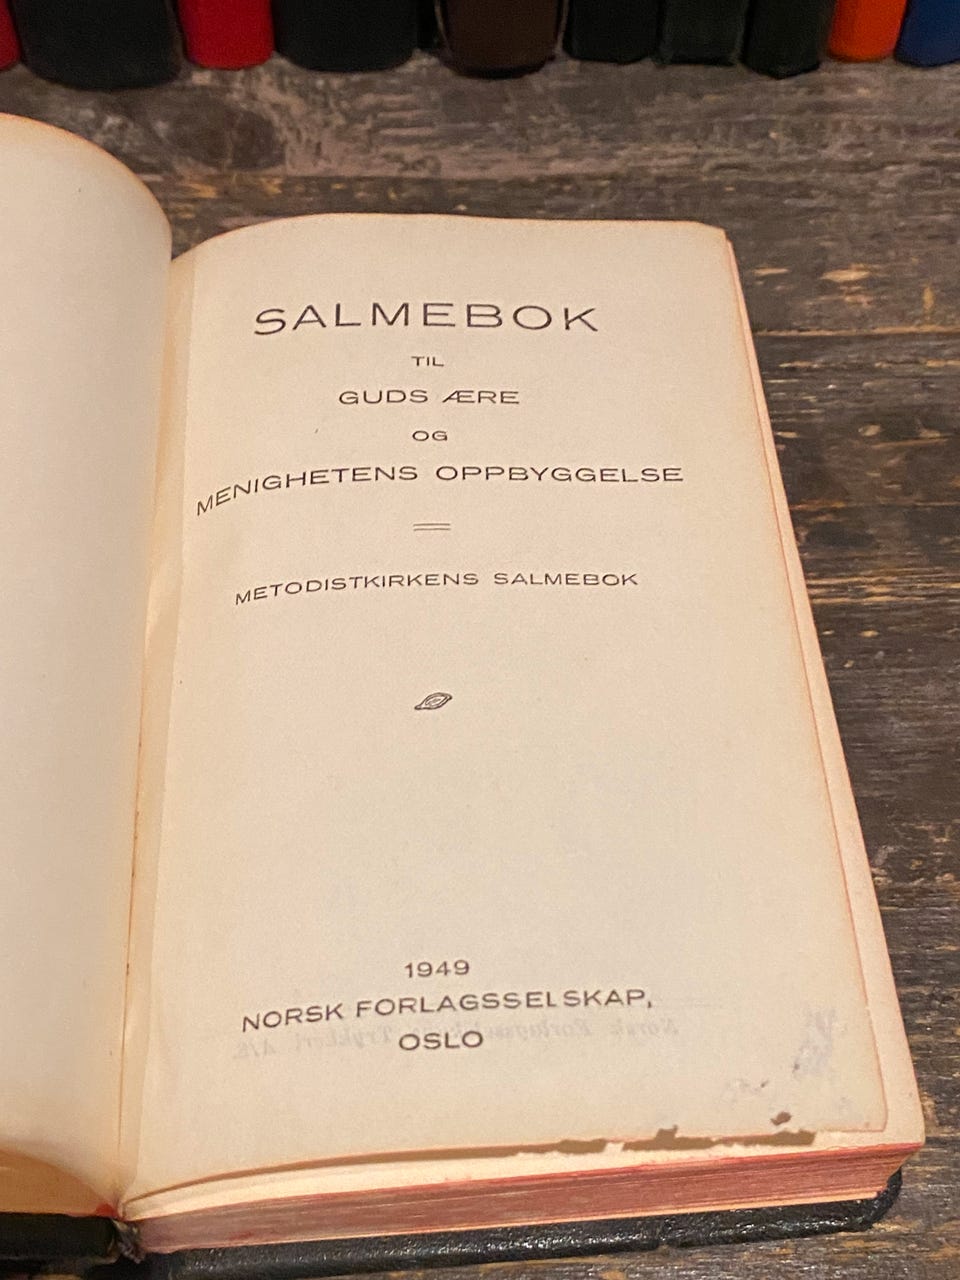 SALMEBOK
TIL
GUDS ÆRE
OG
MENIGHETENS OPPBYGGELSE
METODISTKIRKENS SALMEBOK
1949
NORSK FORLAGSSELSKAP,
OSLO